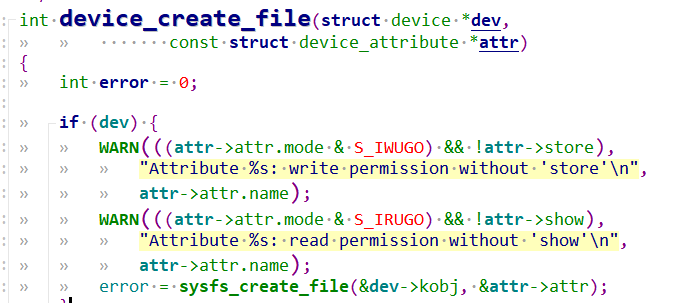 int device_create_file(struct device *dev,
const struct device_attribute *attr)
{
int error = 0;
if (dev) {
WARN(((attr->attr.mode & S_IWUGO) && !attr->store),
"Attribute %s: write permission without 'store'\n",
attr->attr.name);
WARN(((attr->attr.mode & S_IRUGO) && !attr->show),
"Attribute %s: read permission without 'show'\n",
attr->attr.name);
error = sysfs_create_file(&dev->kobj, &attr->attr);